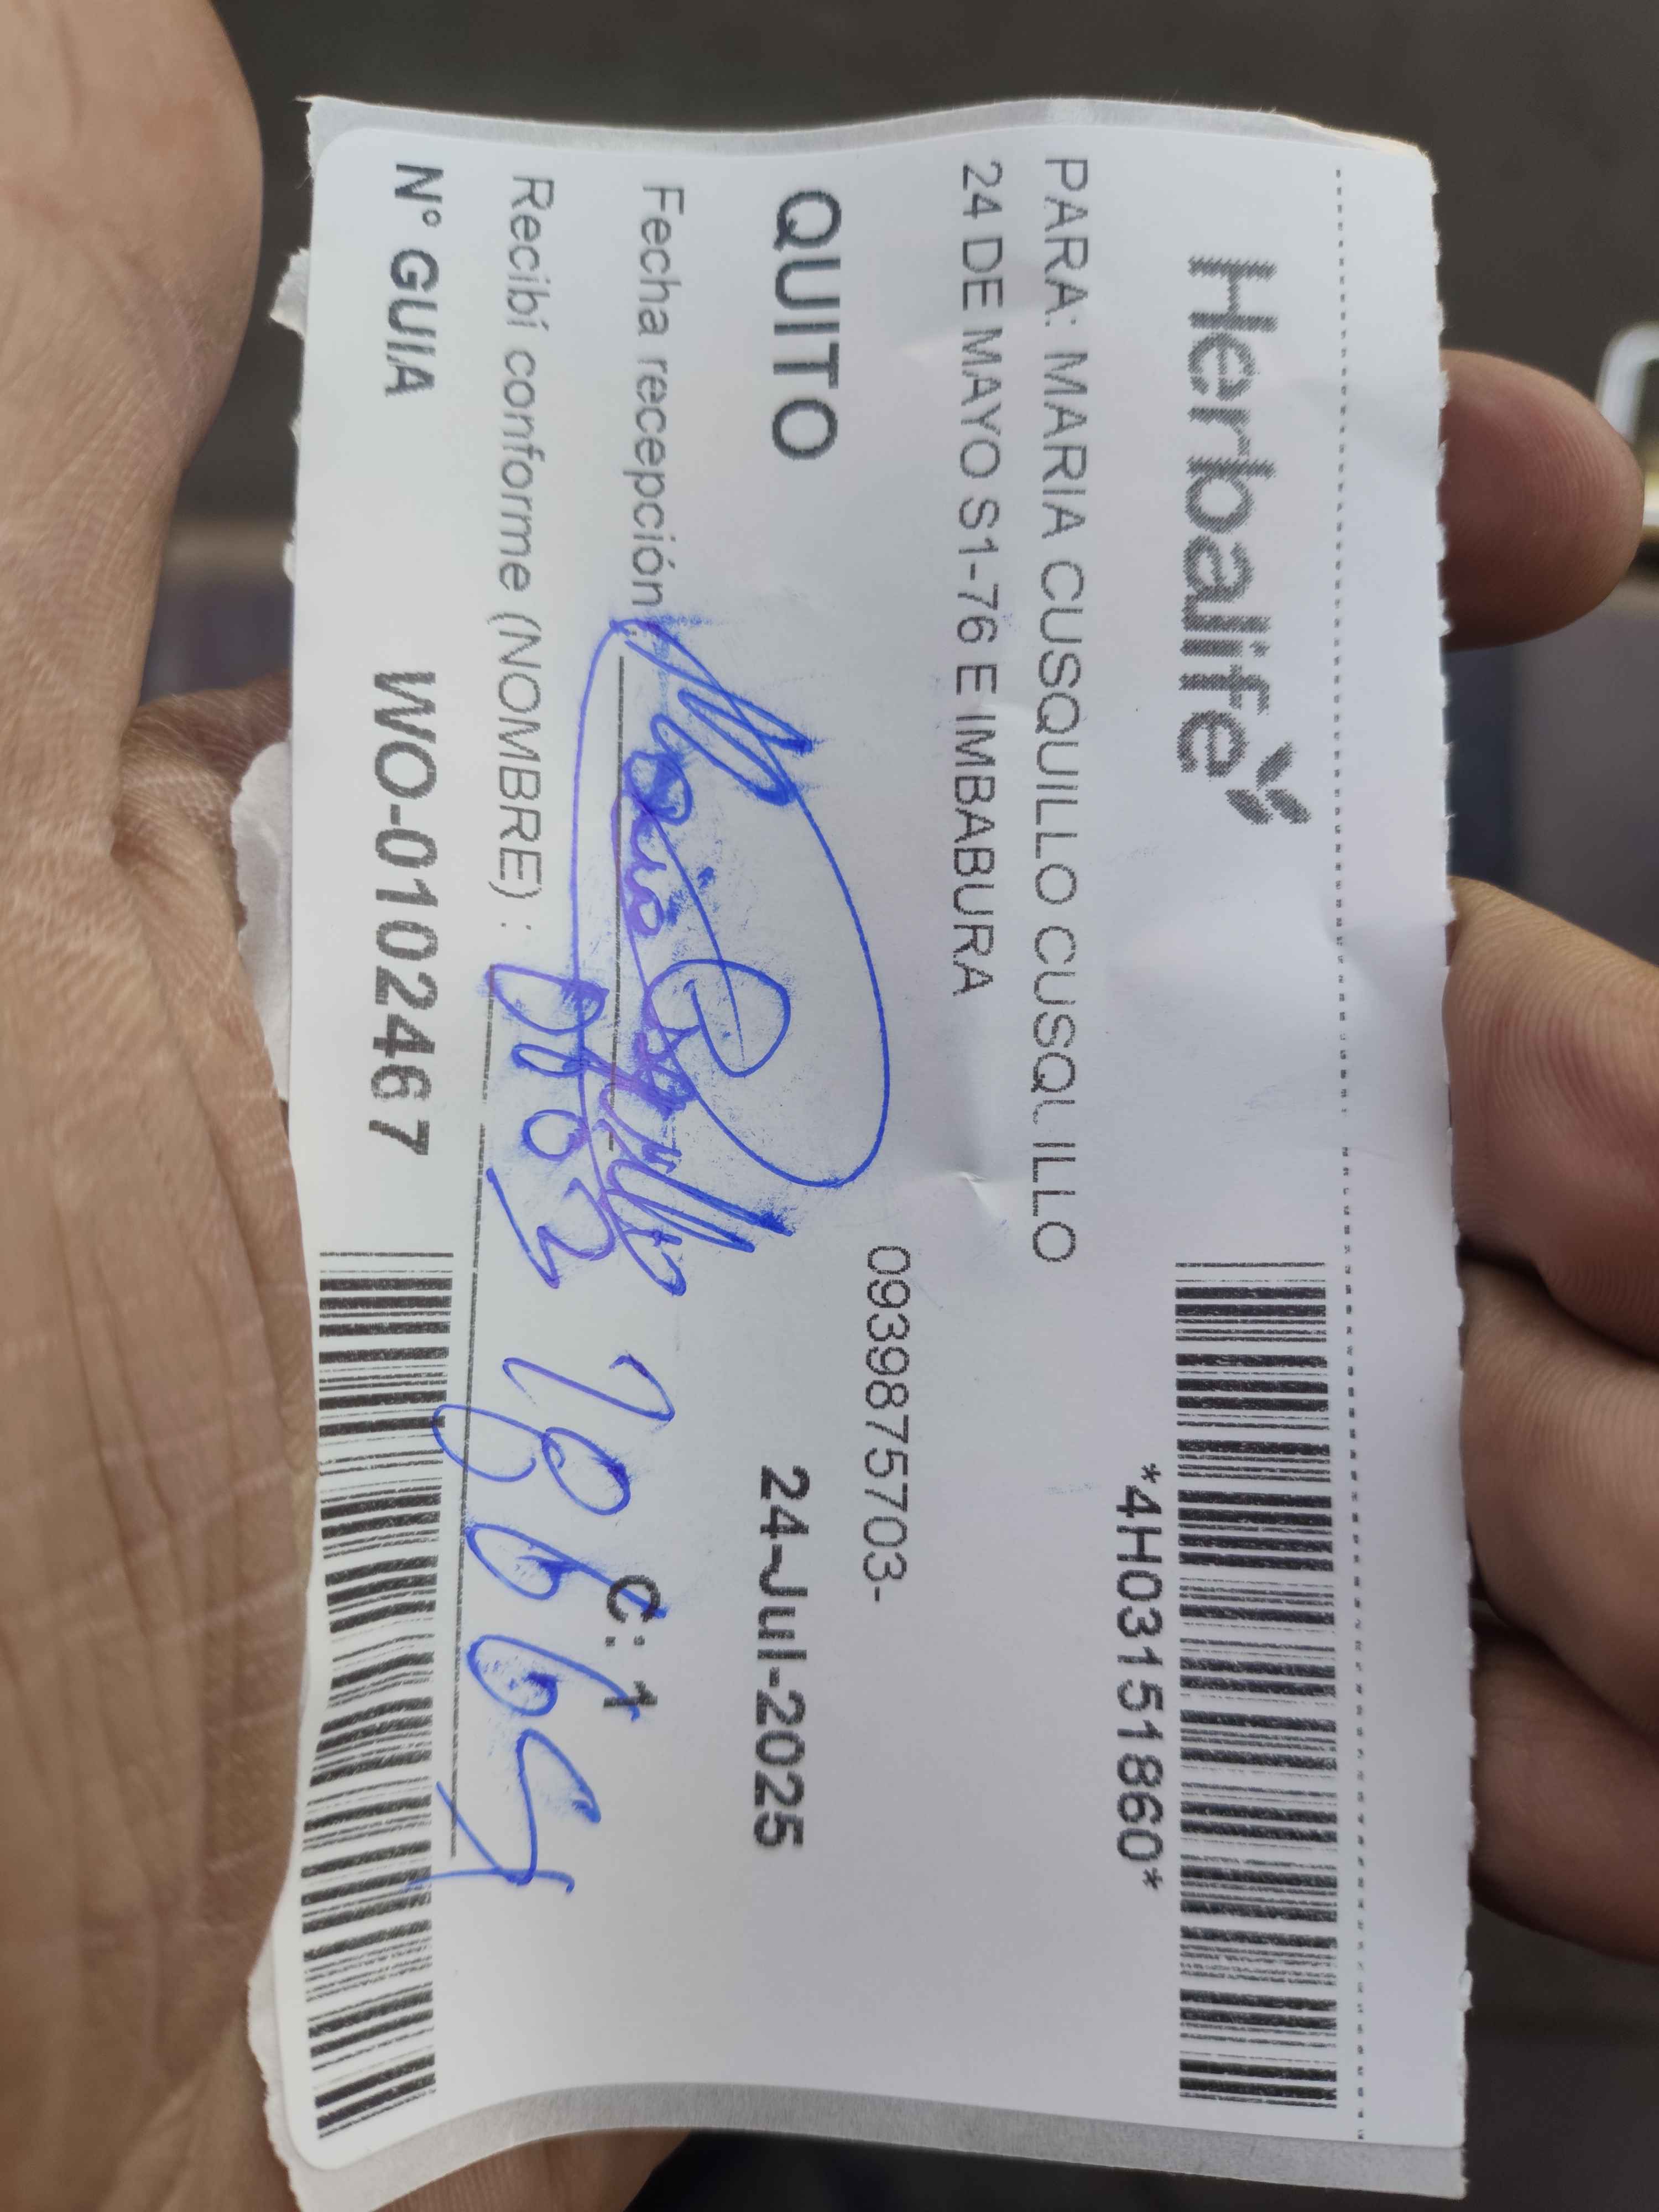 Herbalife
*4H03151860*
PARA: MARIA CUSQUILLO CUSQUILLO
24 DE MAYO S1-76 E IMBABURA
0939875703-
QUITO 24-Jul-2025
Fecha recepción
C: 1
Recibí conforme (NOMBRE) :
N° GUIA WO-0102467